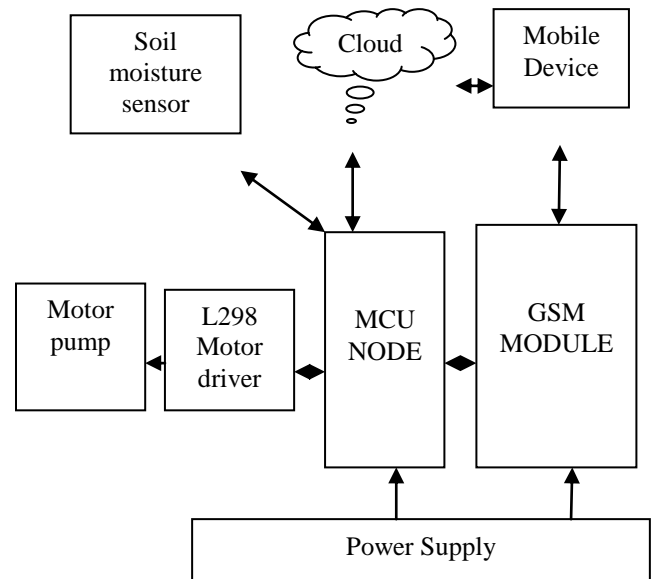 Soil
moisture
sensor
Cloud
Mobile
Device
Motor
pump
L298
Motor
driver
MCU
NODE
GSM
MODULE
Power Supply